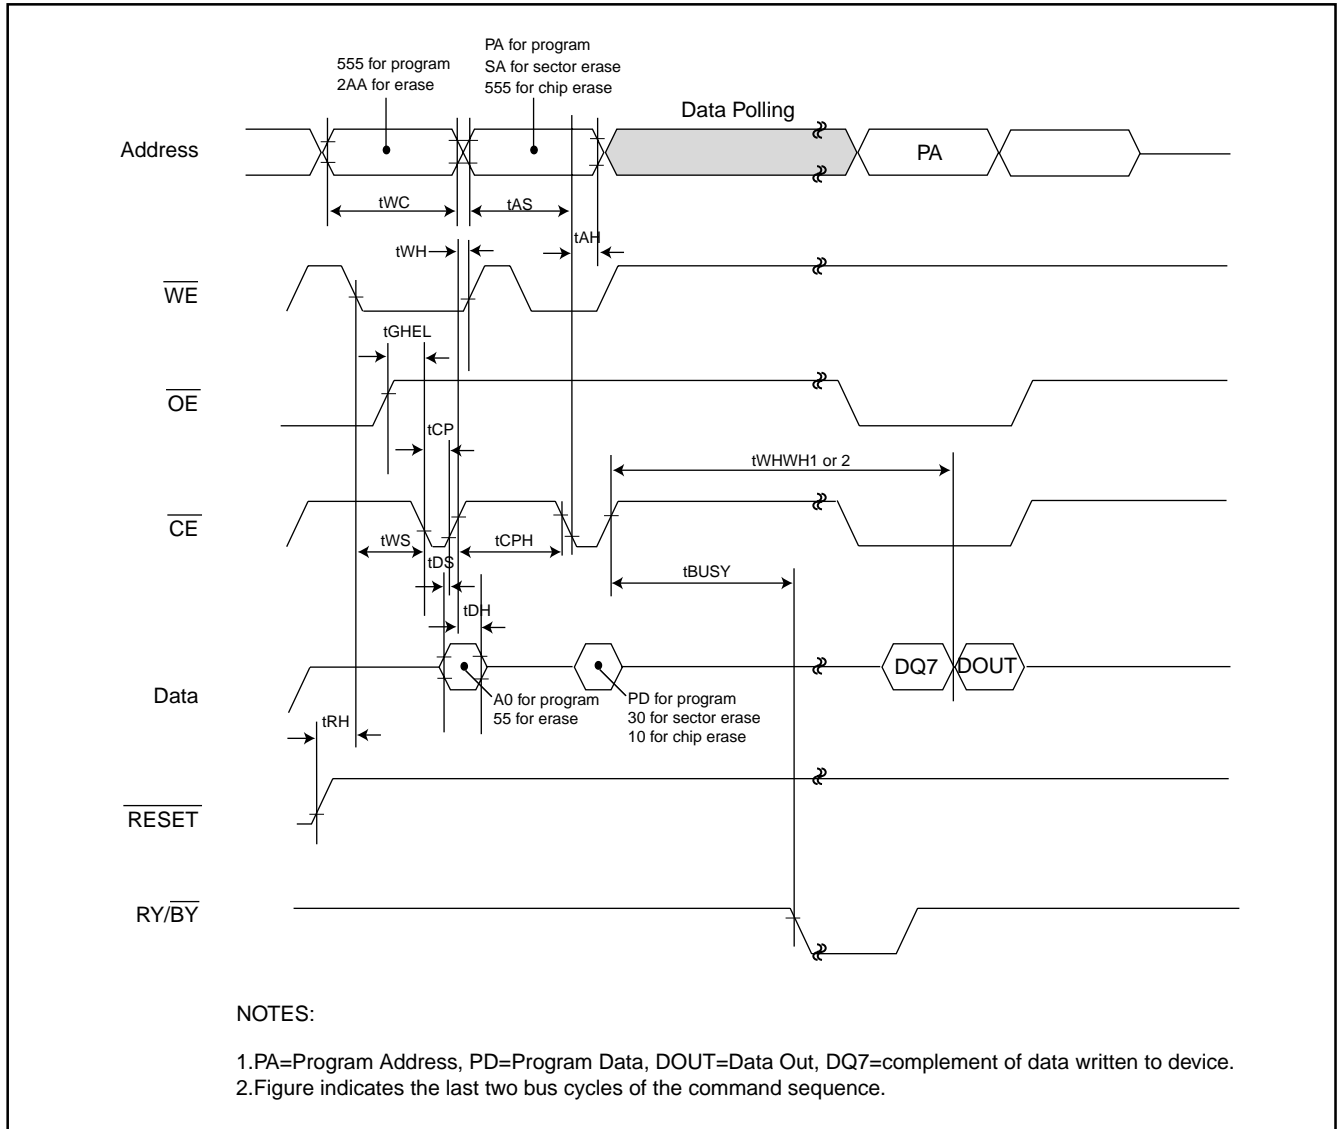 PA for program
555 for program
SA for sector erase
2AA for erase
555 for chip erase
Data Polling
Address
PA
tWC
tAS
tWH
tAH
WE
tGHEL
OE
tCP
tWHWH1 or 2
CE
tWS
tCPH
tDS
tBUSY
tDH
DQ7
DOUT
Data
A0 for program
55 for erase
PD for program
30 for sector erase
10 for chip erase
tRH
RESET
RY/BY
NOTES:
1.PA=Program Address, PD=Program Data, DOUT=Data Out, DQ7=complement of data written to device.
2.Figure indicates the last two bus cycles of the command sequence.